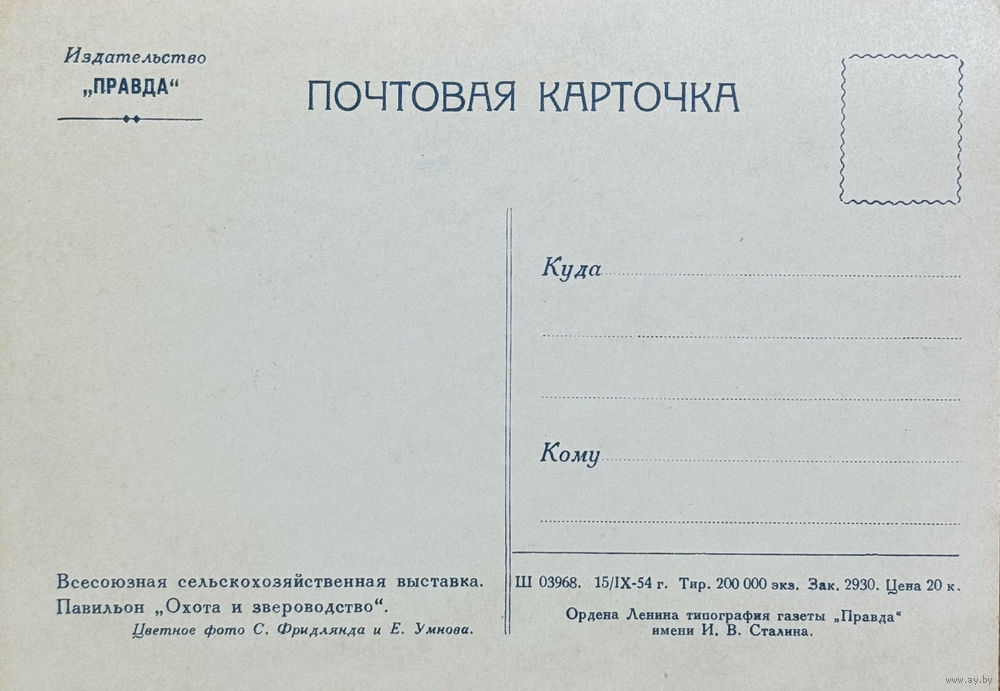 Издательство
„ПРАВДА“
ПОЧТОВАЯ КАРТОЧКА
Куда
Кому
Всесоюзная сельскохозяйственная выставка.
Павильон „Охота и звероводство“.
Цветное фото С. Фридлянда и Е. Умнова.
Ш 03968. 15/IX-54 г. Тир. 200 000 экз. Зак. 2930. Цена 20 к.
Ордена Ленина типография газеты „Правда“
имени И. В. Сталина.
www.ay.by